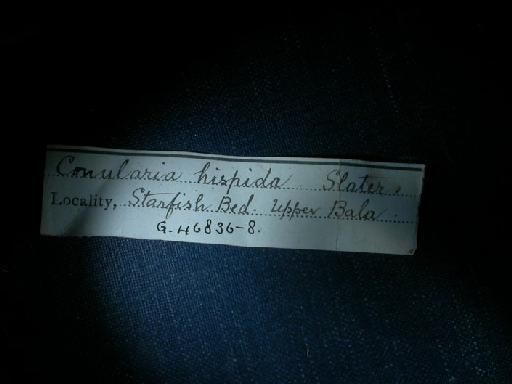 Conularia hispida Slater.
Locality, Starfish Bed. Upper Bala.
G. 46836-8.